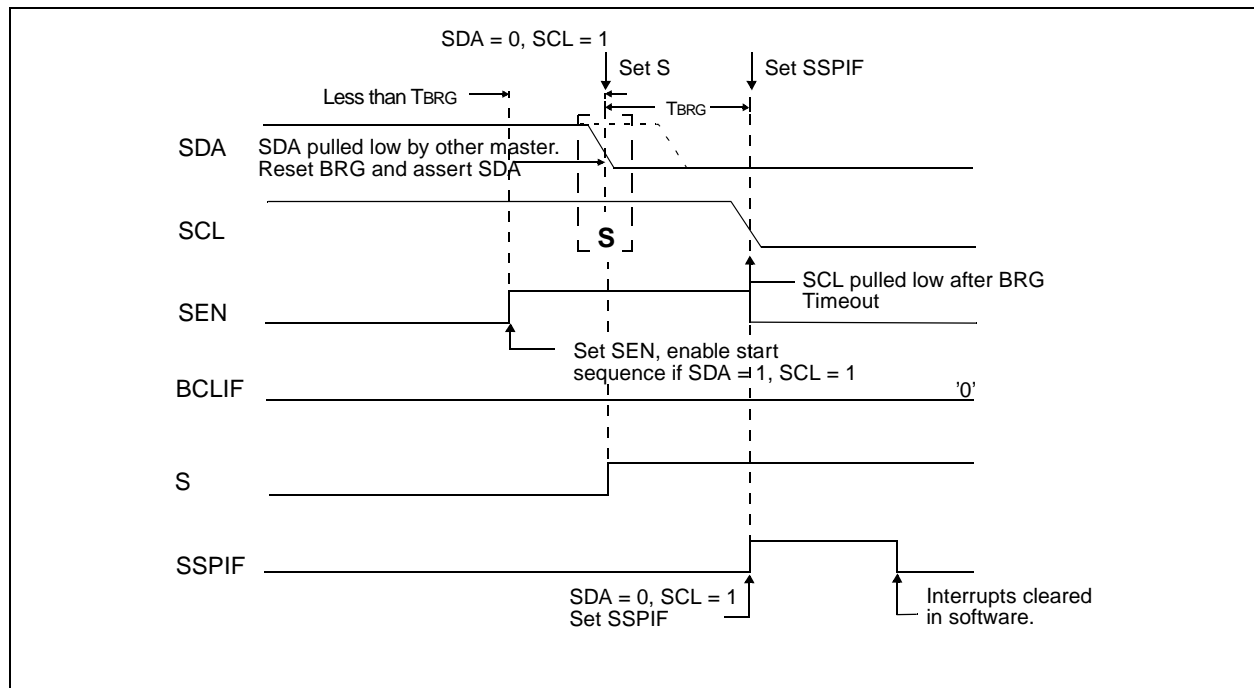 SDA = 0, SCL = 1
Set S
Set SSPIF
Less than TBRG
TBRG
SDA
SDA pulled low by other master.
Reset BRG and assert SDA
SCL
S
SCL pulled low after BRG
Timeout
SEN
Set SEN, enable start
sequence if SDA = 1, SCL = 1
BCLIF
'0'
S
SSPIF
SDA = 0, SCL = 1
Set SSPIF
Interrupts cleared
in software.